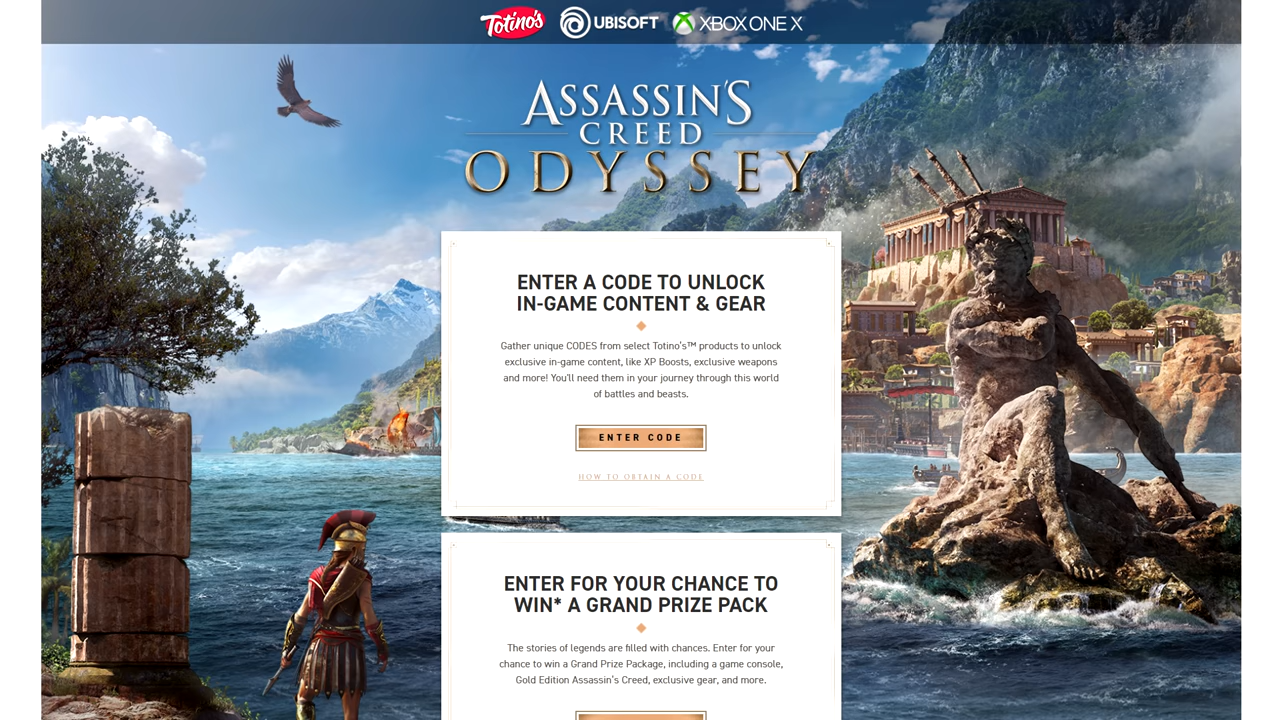 Totino's UBISOFT XBOX ONE X
ASSASSIN'S
CREED
ODYSSEY
ENTER A CODE TO UNLOCK
IN-GAME CONTENT & GEAR
Gather unique CODES from select Totino's™ products to unlock
exclusive in-game content, like XP Boosts, exclusive weapons
and more! You'll need them in your journey through this world
of battles and beasts.
ENTER CODE
HOW TO OBTAIN A CODE
ENTER FOR YOUR CHANCE TO
WIN* A GRAND PRIZE PACK
The stories of legends are filled with chances. Enter for your
chance to win a Grand Prize Package, including a game console,
Gold Edition Assassin's Creed, exclusive gear, and more.